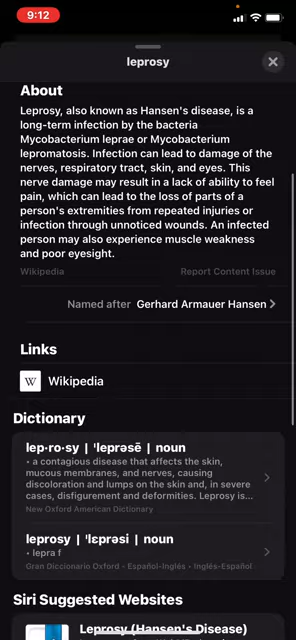 9:12
leprosy
About
Leprosy, also known as Hansen's disease, is a
long-term infection by the bacteria
Mycobacterium leprae or Mycobacterium
lepromatosis. Infection can lead to damage of the
nerves, respiratory tract, skin, and eyes. This
nerve damage may result in a lack of ability to feel
pain, which can lead to the loss of parts of a
person's extremities from repeated injuries or
infection through unnoticed wounds. An infected
person may also experience muscle weakness
and poor eyesight.
Wikipedia Report Content Issue
Named after Gerhard Armauer Hansen
Links
W Wikipedia
Dictionary
lep·ro·sy | ˈleprəsē | noun
• a contagious disease that affects the skin,
mucous membranes, and nerves, causing
discoloration and lumps on the skin and, in severe
cases, disfigurement and deformities. Leprosy is...
New Oxford American Dictionary
leprosy | ˈlɛprəsi | noun
• lepra f
Gran Diccionario Oxford • Español-Inglés • Inglés-Español
Siri Suggested Websites
Leprosy (Hansen's Disease)